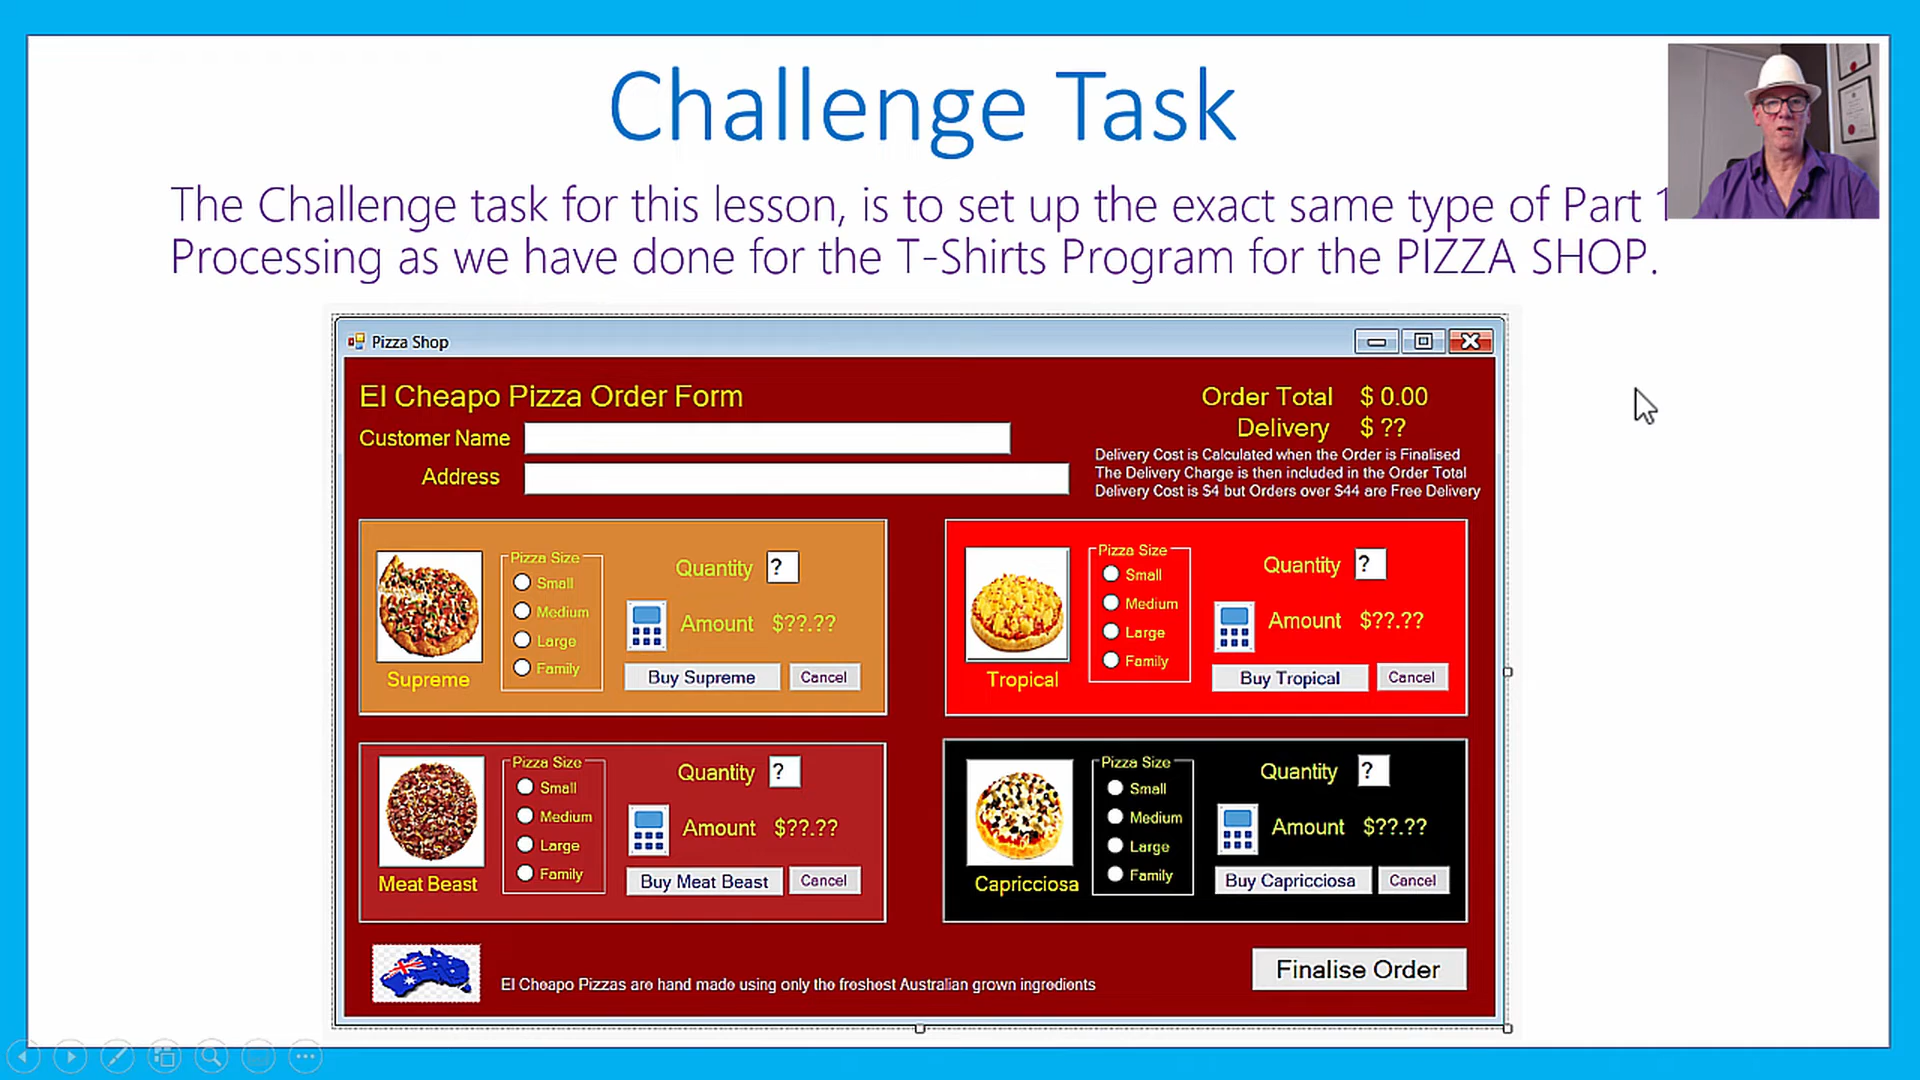 Challenge Task
The Challenge task for this lesson, is to set up the exact same type of Part 1
Processing as we have done for the T-Shirts Program for the PIZZA SHOP.
Pizza Shop
El Cheapo Pizza Order Form
Order Total $ 0.00
Customer Name
Delivery $ ??
Address
Delivery Cost is Calculated when the Order is Finalised
The Delivery Charge is then included in the Order Total
Delivery Cost is $4 but Orders over $44 are Free Delivery
Pizza Size
Small
Medium
Large
Family
Supreme
Quantity ?
Amount $??.??
Buy Supreme
Cancel
Pizza Size
Small
Medium
Large
Family
Tropical
Quantity ?
Amount $??.??
Buy Tropical
Cancel
Pizza Size
Small
Medium
Large
Family
Meat Beast
Quantity ?
Amount $??.??
Buy Meat Beast
Cancel
Pizza Size
Small
Medium
Large
Family
Capricciosa
Quantity ?
Amount $??.??
Buy Capricciosa
Cancel
El Cheapo Pizzas are hand made using only the freshest Australian grown ingredients
Finalise Order